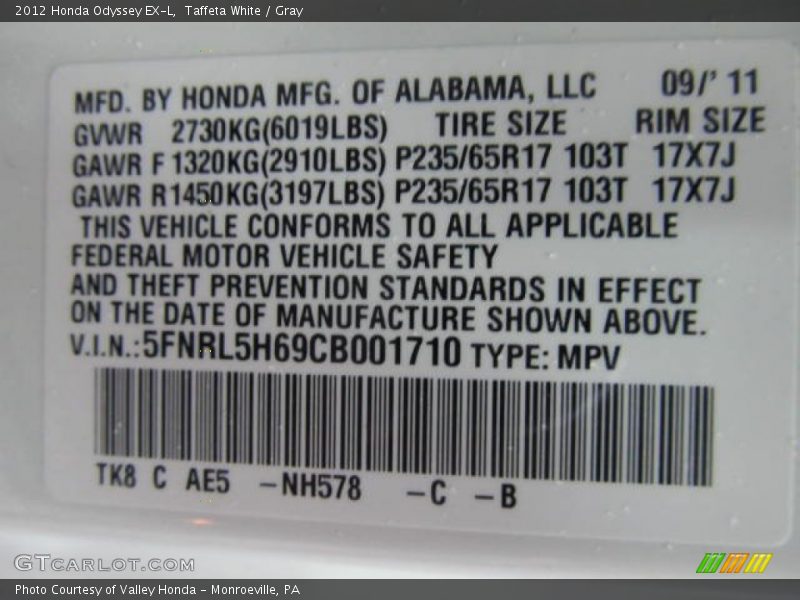 2012 Honda Odyssey EX-L,  Taffeta White / Gray
MFD. BY HONDA MFG. OF ALABAMA, LLC 09/'11
GVWR 2730KG(6019LBS) TIRE SIZE RIM SIZE
GAWR F 1320KG(2910LBS) P235/65R17 103T 17X7J
GAWR R1450KG(3197LBS) P235/65R17 103T 17X7J
THIS VEHICLE CONFORMS TO ALL APPLICABLE
FEDERAL MOTOR VEHICLE SAFETY
AND THEFT PREVENTION STANDARDS IN EFFECT
ON THE DATE OF MANUFACTURE SHOWN ABOVE.
V.I.N.:5FNRL5H69CB001710 TYPE: MPV
TK8 C AE5 -NH578 -C -B
GTCARLOT.COM
Photo Courtesy of Valley Honda - Monroeville, PA